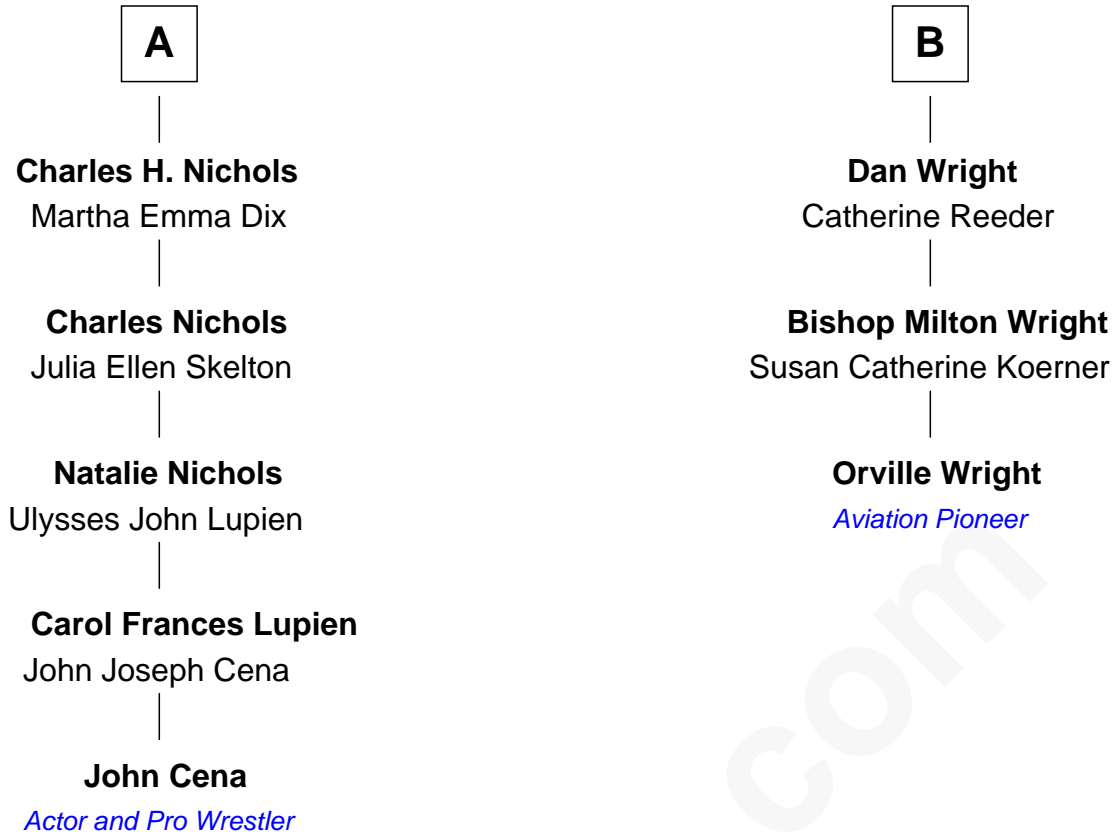 A
Charles H. Nichols
Martha Emma Dix
Charles Nichols
Julia Ellen Skelton
Natalie Nichols
Ulysses John Lupien
Carol Frances Lupien
John Joseph Cena
John Cena
Actor and Pro Wrestler
B
Dan Wright
Catherine Reeder
Bishop Milton Wright
Susan Catherine Koerner
Orville Wright
Aviation Pioneer
com